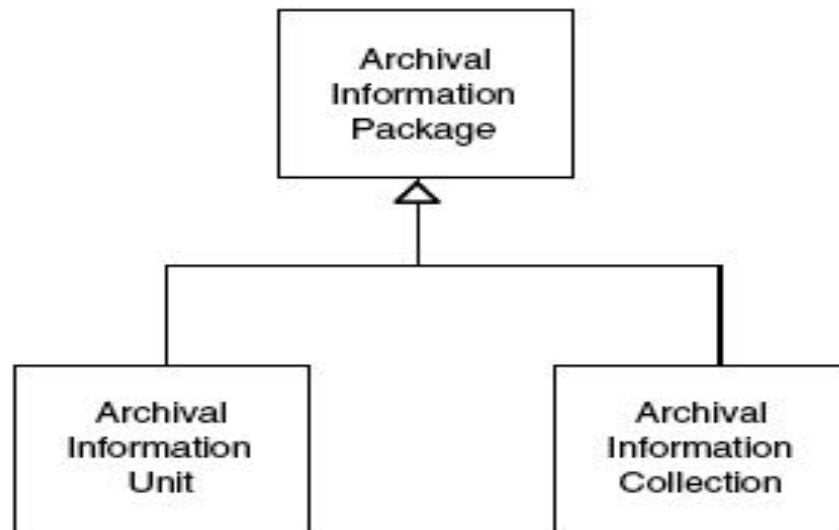 Archival
Information
Package
Archival
Information
Unit
Archival
Information
Collection